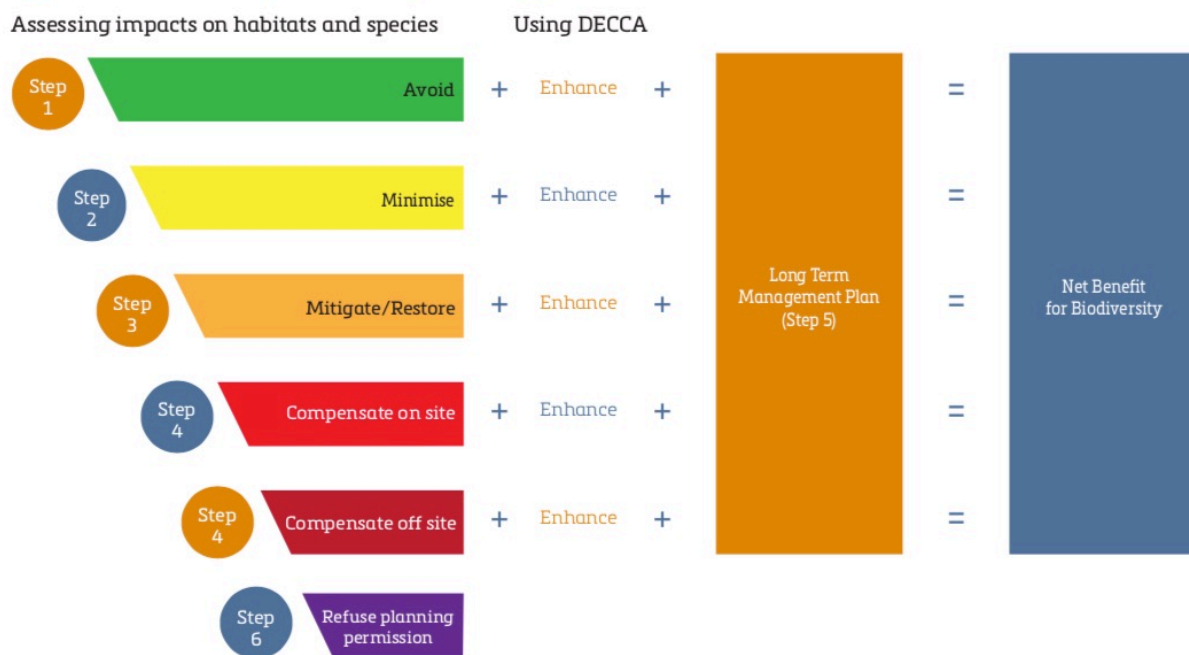 Assessing impacts on habitats and species
Using DECCA
Step
1
Avoid
+ Enhance + =
Step
2
Minimise
+ Enhance + =
Step
3
Mitigate/Restore
+ Enhance + =
Long Term
Management Plan
(Step 5)
Net Benefit
for Biodiversity
Step
4
Compensate on site
+ Enhance + =
Step
4
Compensate off site
+ Enhance + =
Step
6
Refuse planning
permission